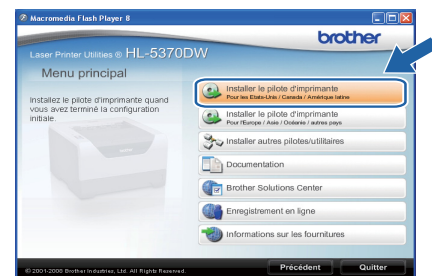 Macromedia Flash Player 8
brother
Laser Printer Utilities ® HL-5370DW
Menu principal
Installez le pilote d'imprimante quand
vous avez terminé la configuration
initiale.
Installer le pilote d'imprimante
Pour les Etats-Unis / Canada / Amérique latine
Installer le pilote d'imprimante
Pour l'Europe / Asie / Océanie / autres pays
Installer autres pilotes/utilitaires
Documentation
Brother Solutions Center
Enregistrement en ligne
Informations sur les fournitures
© 2001-2008 Brother Industries, Ltd. All Rights Reserved.
Précédent
Quitter